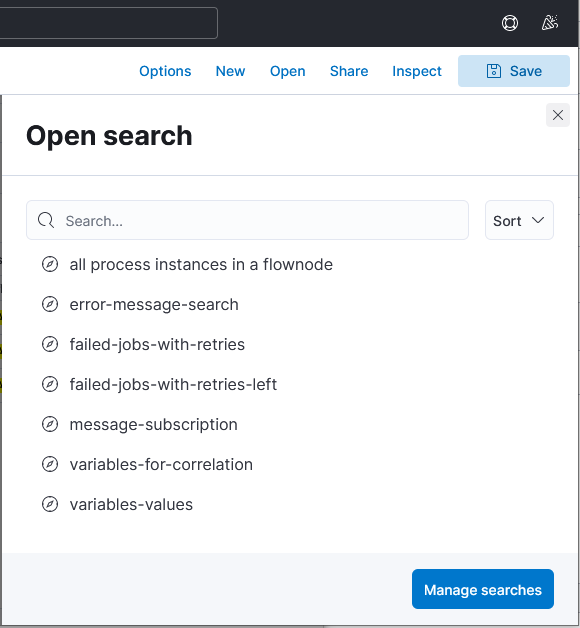 Options New Open Share Inspect Save
Open search
Search... Sort
all process instances in a flownode
error-message-search
failed-jobs-with-retries
failed-jobs-with-retries-left
message-subscription
variables-for-correlation
variables-values
Manage searches